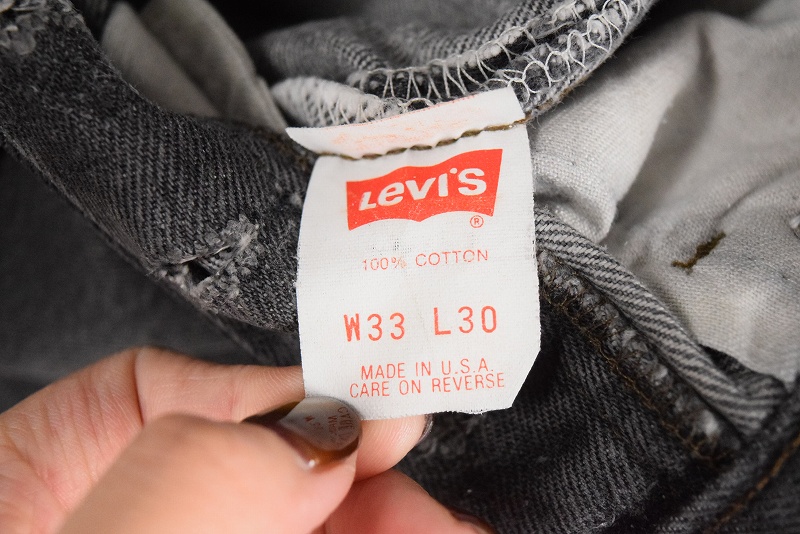 LEVI'S
®
100% COTTON
W33 L30
MADE IN U.S.A.
CARE ON REVERSE